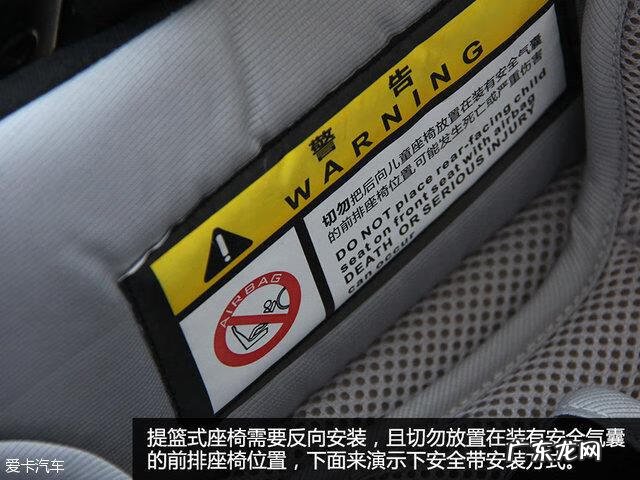 警 告
WARNING
切勿把后向儿童座椅放置在装有安全气囊
的前排座椅位置,可能发生死亡或严重伤害
DO NOT place rear-facing child
seat on front seat with airbag
DEATH OR SERIOUS INJURY
can occur
AIRBAG
提篮式座椅需要反向安装，且切勿放置在装有安全气囊
的前排座椅位置，下面来演示下安全带安装方式。
爱卡汽车
广东龙网